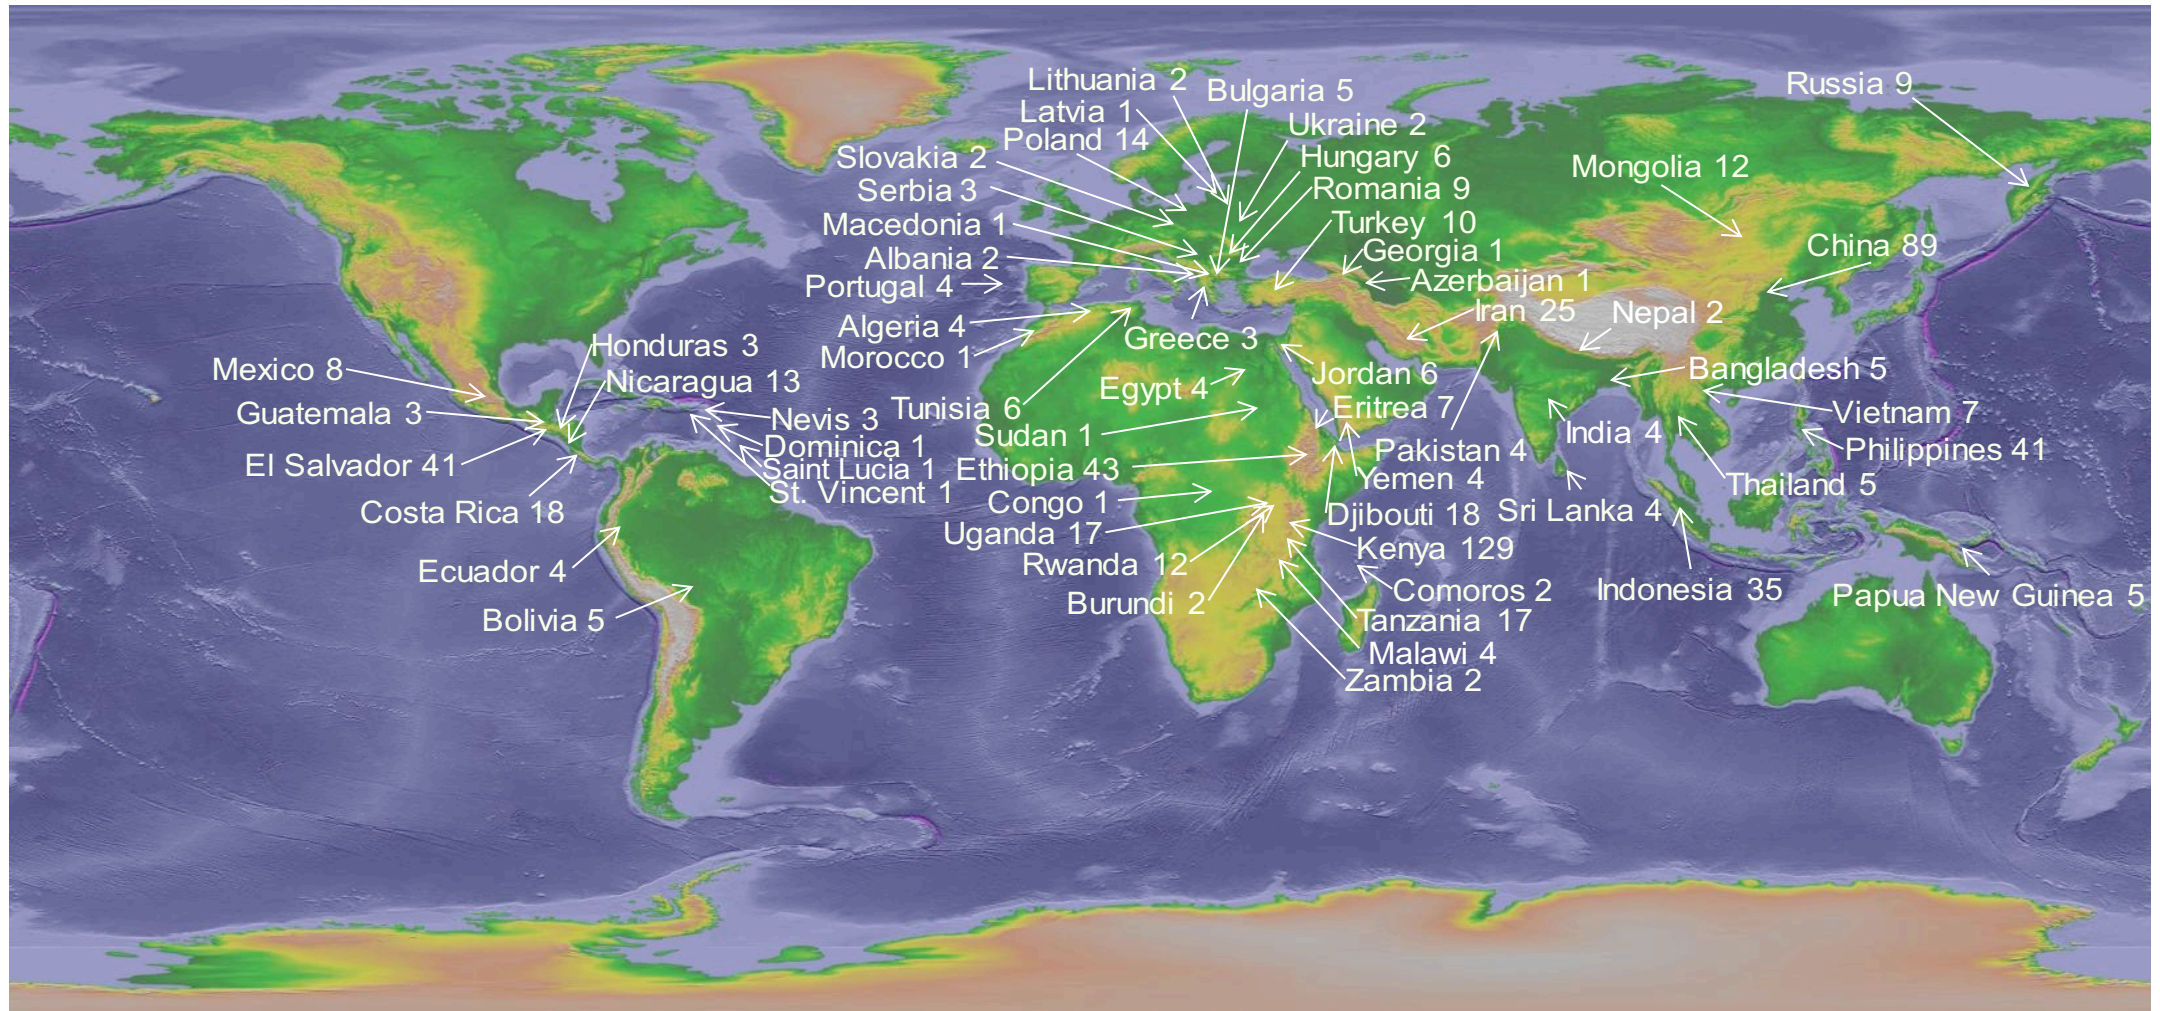 Lithuania 2
Latvia 1
Poland 14
Bulgaria 5
Ukraine 2
Hungary 6
Romania 9
Turkey 10
Georgia 1
Azerbaijan 1
Iran 25
Slovakia 2
Serbia 3
Macedonia 1
Albania 2
Portugal 4
Algeria 4
Morocco 1
Tunisia 6
Greece 3
Egypt 4
Sudan 1
Ethiopia 43
Congo 1
Uganda 17
Rwanda 12
Burundi 2
Jordan 6
Eritrea 7
Pakistan 4
Yemen 4
Djibouti 18
Kenya 129
Comoros 2
Tanzania 17
Malawi 4
Zambia 2
Russia 9
Mongolia 12
China 89
Nepal 2
Bangladesh 5
Vietnam 7
India 4
Philippines 41
Thailand 5
Sri Lanka 4
Indonesia 35
Papua New Guinea 5
Honduras 3
Mexico 8
Nicaragua 13
Guatemala 3
Nevis 3
Dominica 1
Saint Lucia 1
St. Vincent 1
El Salvador 41
Costa Rica 18
Ecuador 4
Bolivia 5